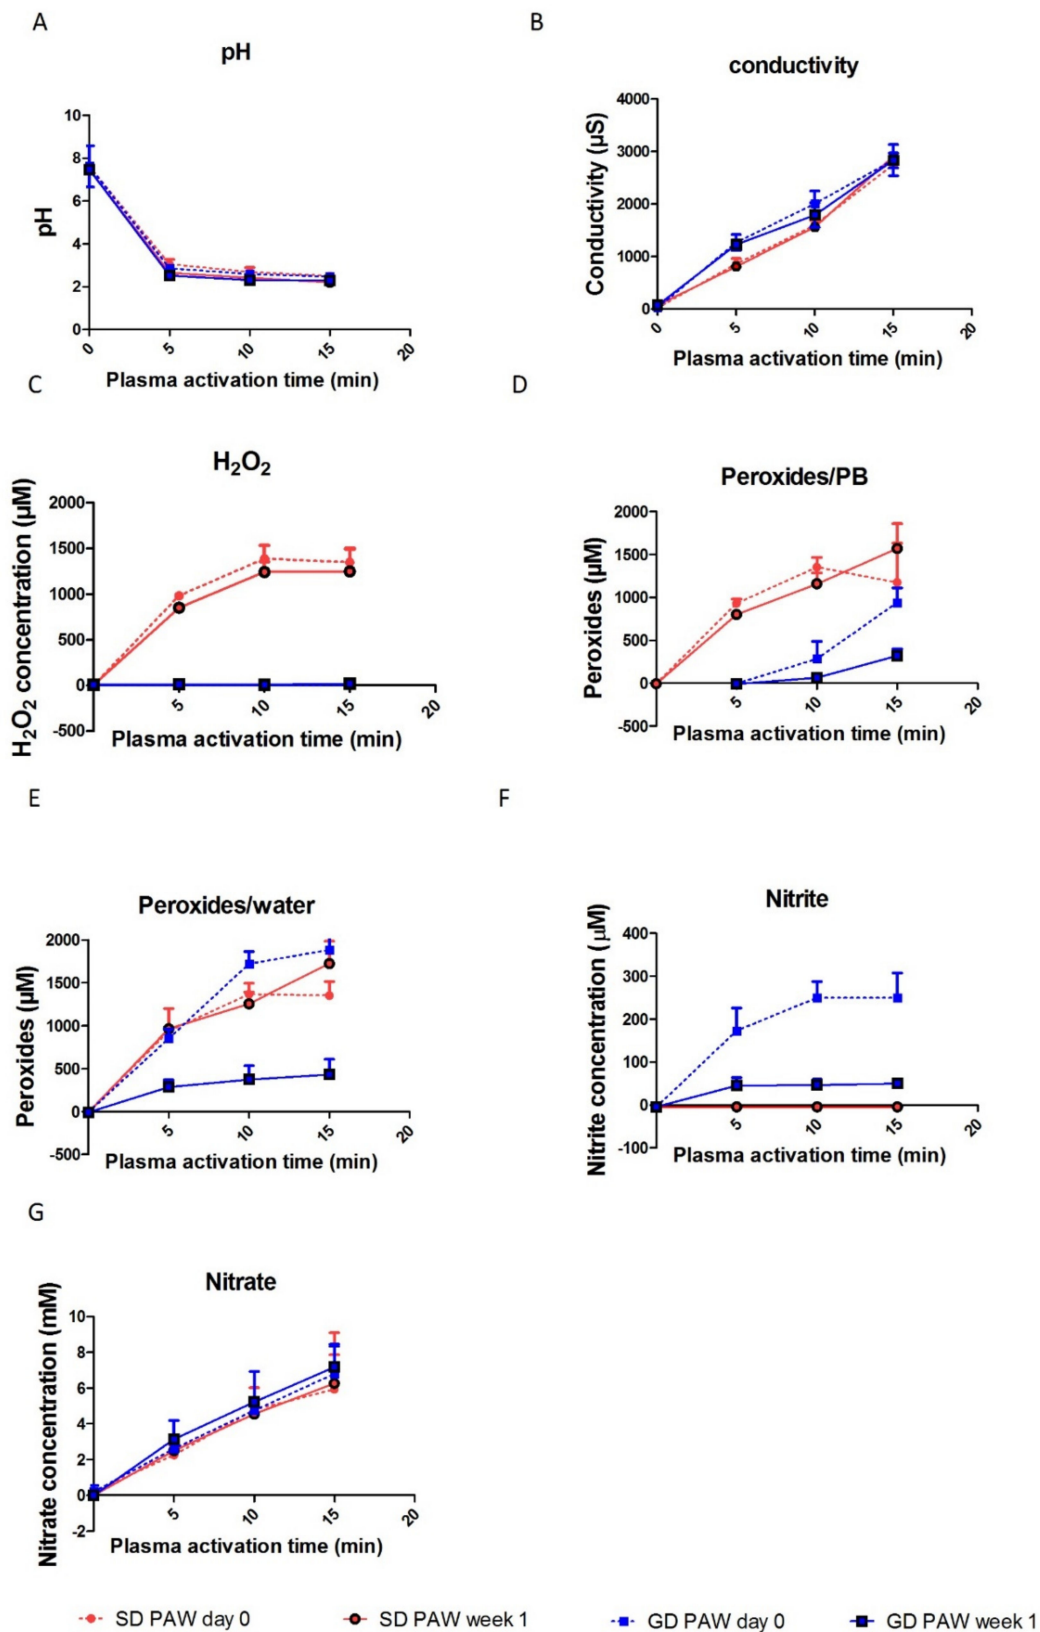 A
pH
10
8
6
4
2
0
pH
0
5
10
15
20
Plasma activation time (min)
B
conductivity
4000
3000
2000
1000
0
Conductivity (µS)
0
5
10
15
20
Plasma activation time (min)
C
H₂O₂
2000
1500
1000
500
0
-500
H₂O₂ concentration (µM)
5
10
15
20
Plasma activation time (min)
D
Peroxides/PB
2000
1500
1000
500
0
-500
Peroxides (µM)
5
10
15
20
Plasma activation time (min)
E
Peroxides/water
2000
1500
1000
500
0
-500
Peroxides (µM)
5
10
15
20
Plasma activation time (min)
F
Nitrite
400
300
200
100
0
-100
Nitrite concentration ( µM)
5
10
15
20
Plasma activation time (min)
G
Nitrate
10
8
6
4
2
0
-2
Nitrate concentration (mM)
5
10
15
20
Plasma activation time (min)
SD PAW day 0
SD PAW week 1
GD PAW day 0
GD PAW week 1